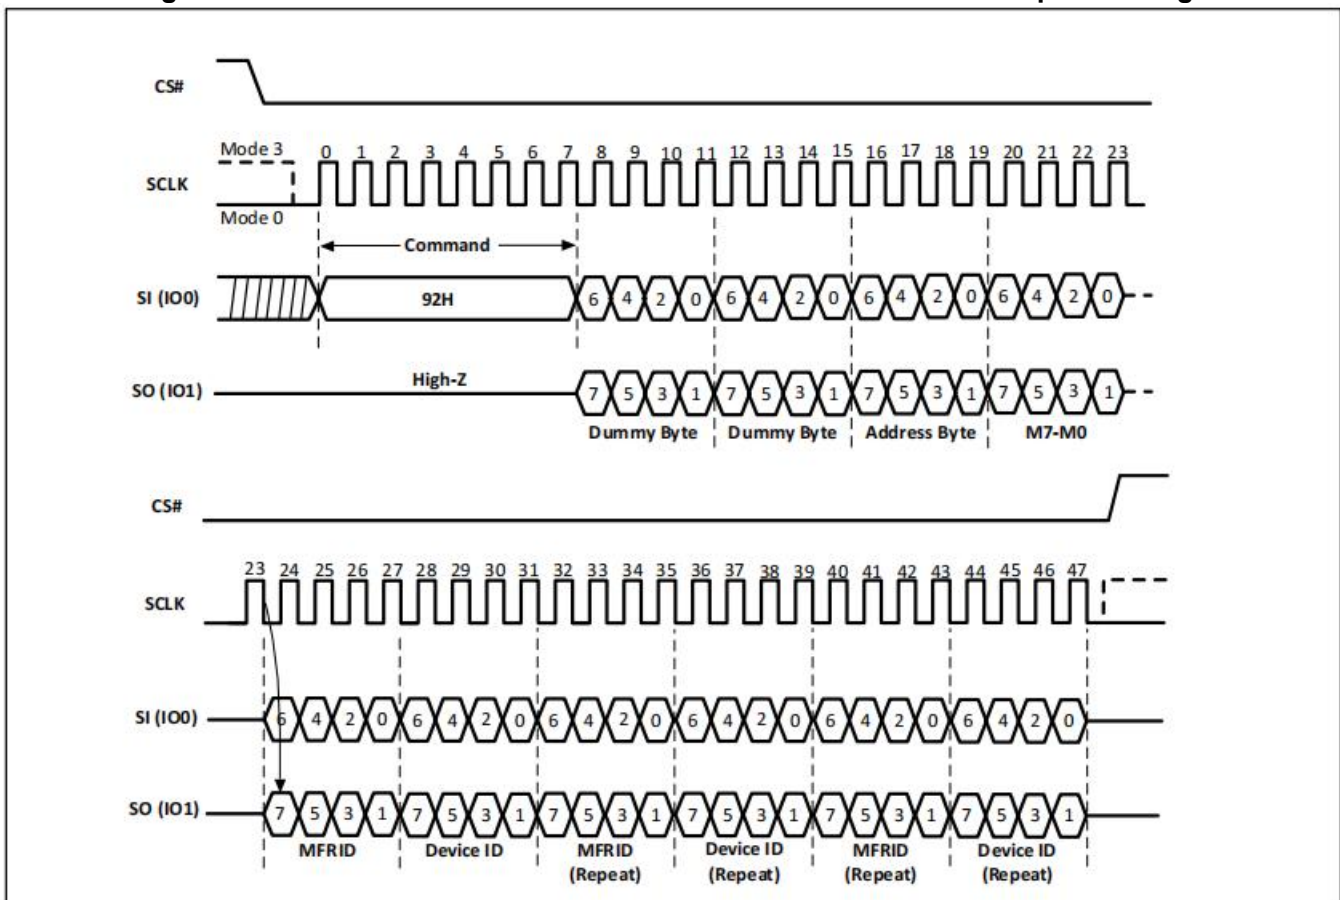 CS#
Mode 3
0 1 2 3 4 5 6 7 8 9 10 11 12 13 14 15 16 17 18 19 20 21 22 23
SCLK
Mode 0
Command
SI (IO0)
92H
6 4 2 0 6 4 2 0 6 4 2 0 6 4 2 0
High-Z
SO (IO1)
7 5 3 1 7 5 3 1 7 5 3 1 7 5 3 1
Dummy Byte Dummy Byte Address Byte M7-M0
CS#
23 24 25 26 27 28 29 30 31 32 33 34 35 36 37 38 39 40 41 42 43 44 45 46 47
SCLK
SI (IO0)
6 4 2 0 6 4 2 0 6 4 2 0 6 4 2 0 6 4 2 0 6 4 2 0
SO (IO1)
7 5 3 1 7 5 3 1 7 5 3 1 7 5 3 1 7 5 3 1 7 5 3 1
MFRID Device ID MFRID Device ID MFRID Device ID
(Repeat) (Repeat) (Repeat) (Repeat)